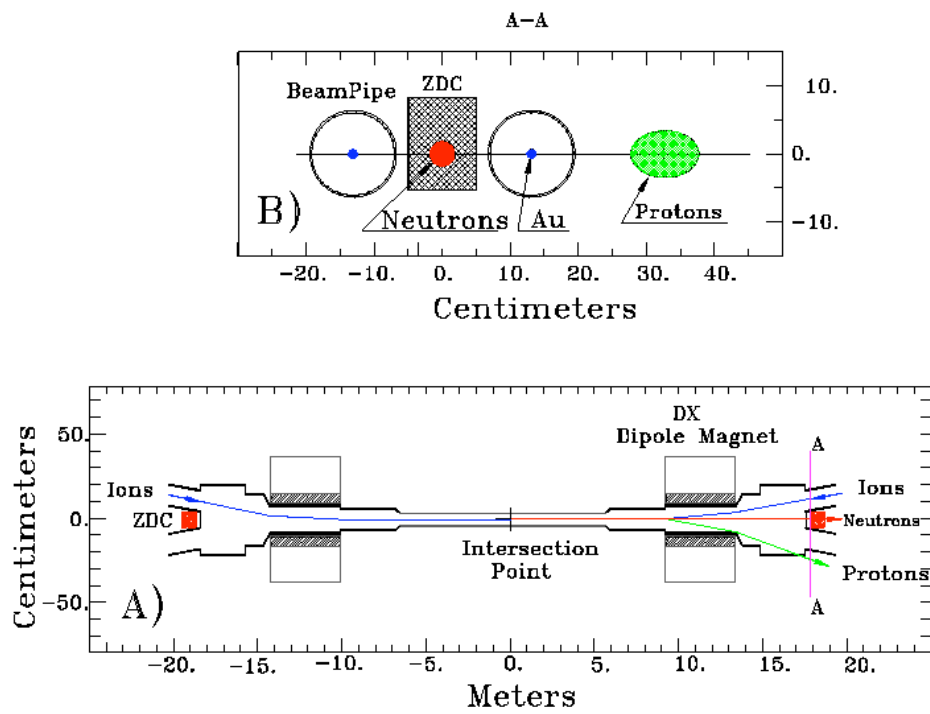 A-A
BeamPipe
ZDC
10.
0.
-10.
B)
Neutrons
Au
Protons
-20. -10. 0. 10. 20. 30. 40.
Centimeters
Centimeters
50.
0.
-50.
DX
Dipole Magnet
A
Ions
Ions
ZDC
Neutrons
Intersection
Point
Protons
A)
A
-20. -15. -10. -5. 0. 5. 10. 15. 20.
Meters